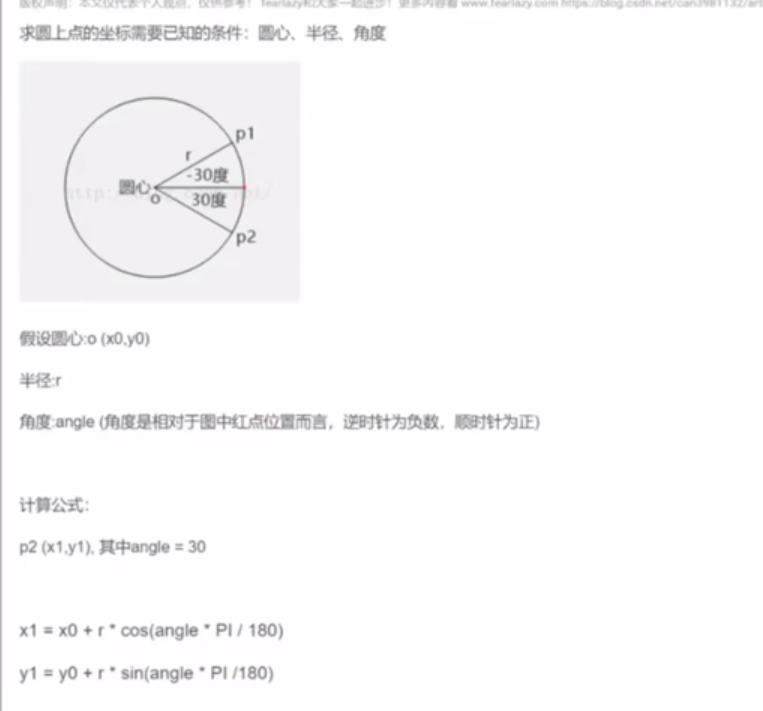 版权声明：本文仅代表个人观点，仅供参考！ fearlazy和大家一起进步！更多内容看 www.fearlazy.com https://blog.csdn.net/can3981132/art
求圆上点的坐标需要已知的条件：圆心、半径、角度
p1
r
-30度
圆心
o
30度
p2
假设圆心:o (x0,y0)
半径:r
角度:angle (角度是相对于图中红点位置而言，逆时针为负数，顺时针为正)
计算公式：
p2 (x1,y1), 其中angle = 30
x1 = x0 + r * cos(angle * PI / 180)
y1 = y0 + r * sin(angle * PI /180)